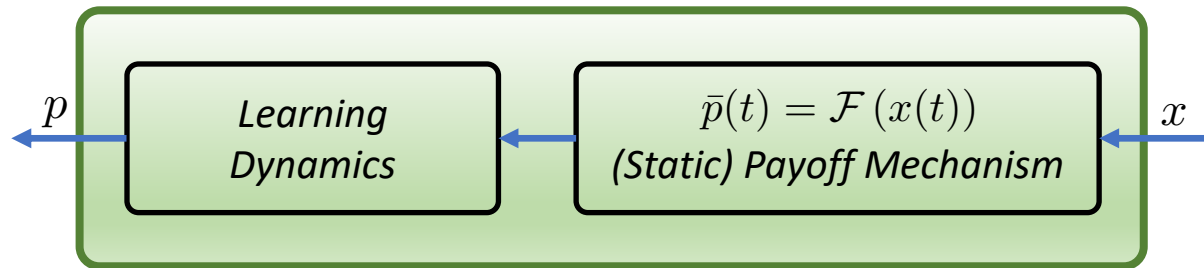 p
Learning
Dynamics
p̄(t) = ℱ (x(t))
(Static) Payoff Mechanism
x